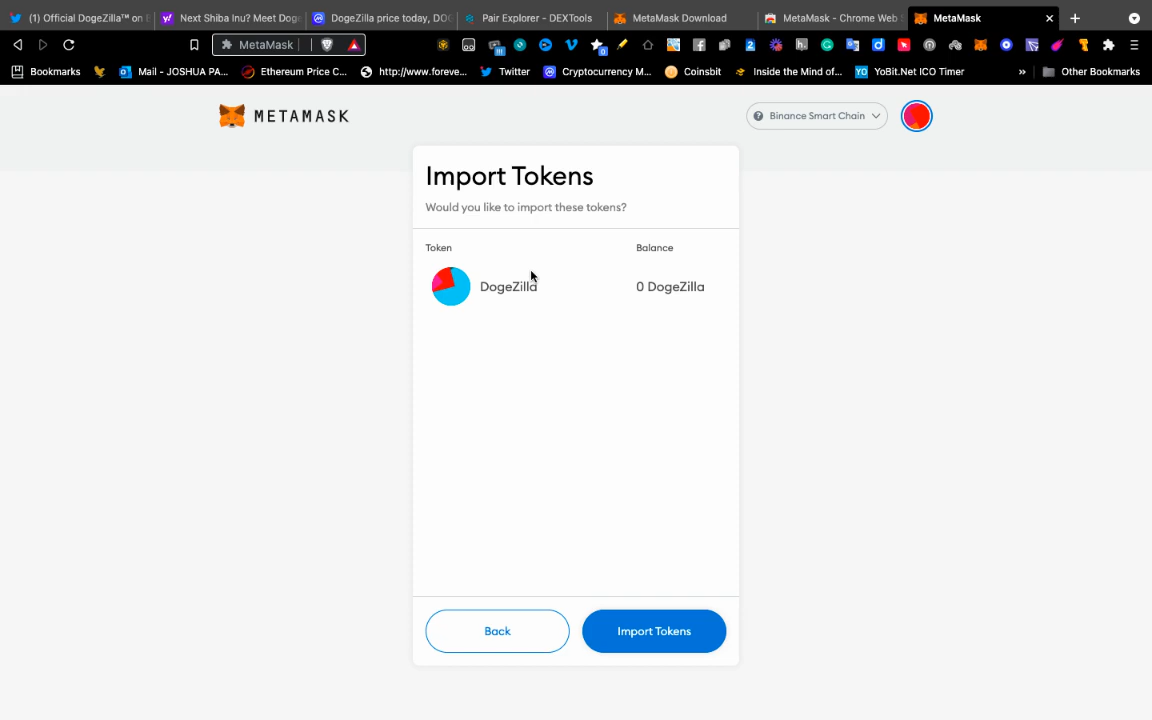 (1) Official DogeZilla™ on
Next Shiba Inu? Meet Doge
DogeZilla price today, DO
Pair Explorer - DEXTools
MetaMask Download
MetaMask - Chrome Web
MetaMask
MetaMask
Bookmarks
Mail - JOSHUA PA...
Ethereum Price C...
http://www.foreve...
Twitter
Cryptocurrency M...
Coinsbit
Inside the Mind of...
YO YoBit.Net ICO Timer
»
Other Bookmarks
METAMASK
Binance Smart Chain
Import Tokens
Would you like to import these tokens?
Token Balance
DogeZilla 0 DogeZilla
Back Import Tokens